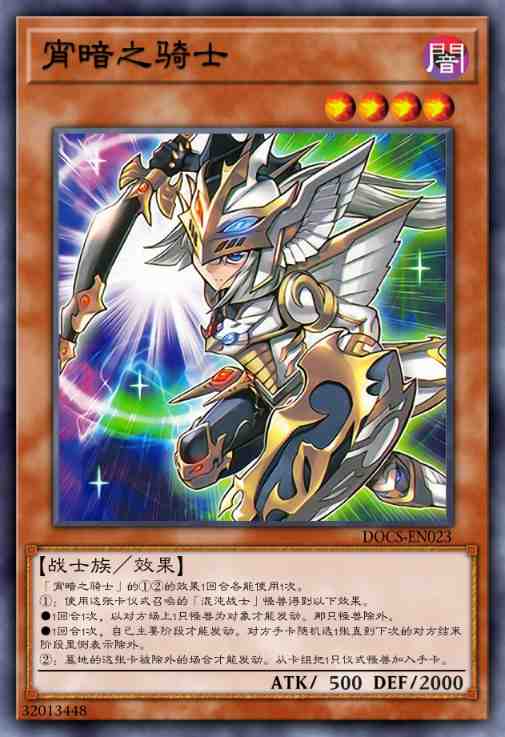 宵暗之骑士
闇
DOCS-EN023
【战士族／效果】
「宵暗之骑士」的①②的效果1回合各能使用1次。
①：使用这张卡仪式召唤的「混沌战士」怪兽得到以下效果。
●1回合1次，以对方场上1只怪兽为对象才能发动。那只怪兽除外。
●1回合1次，自己主要阶段才能发动。对方手卡随机选1张直到下次的对方结束
阶段里侧表示除外。
②：墓地的这张卡被除外的场合才能发动。从卡组把1只仪式怪兽加入手卡。
ATK/ 500 DEF/2000
32013448